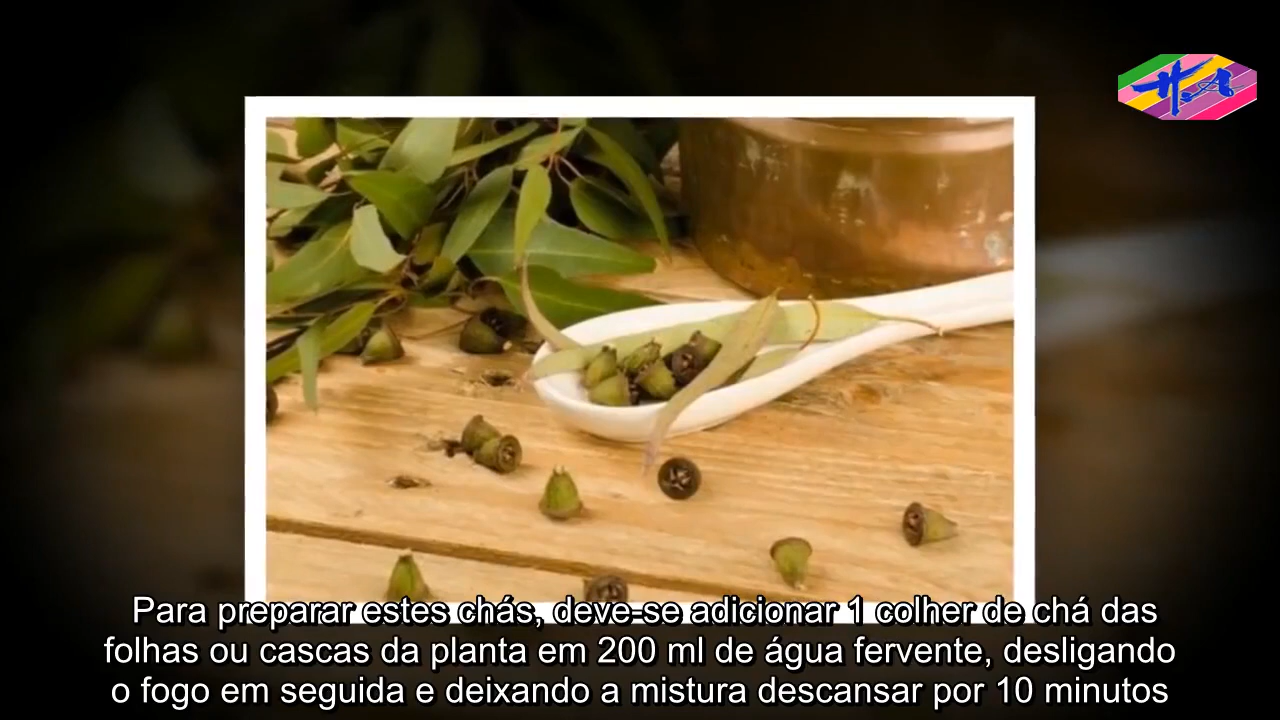 H.A
Para preparar estes chás, deve-se adicionar 1 colher de chá das
folhas ou cascas da planta em 200 ml de água fervente, desligando
o fogo em seguida e deixando a mistura descansar por 10 minutos